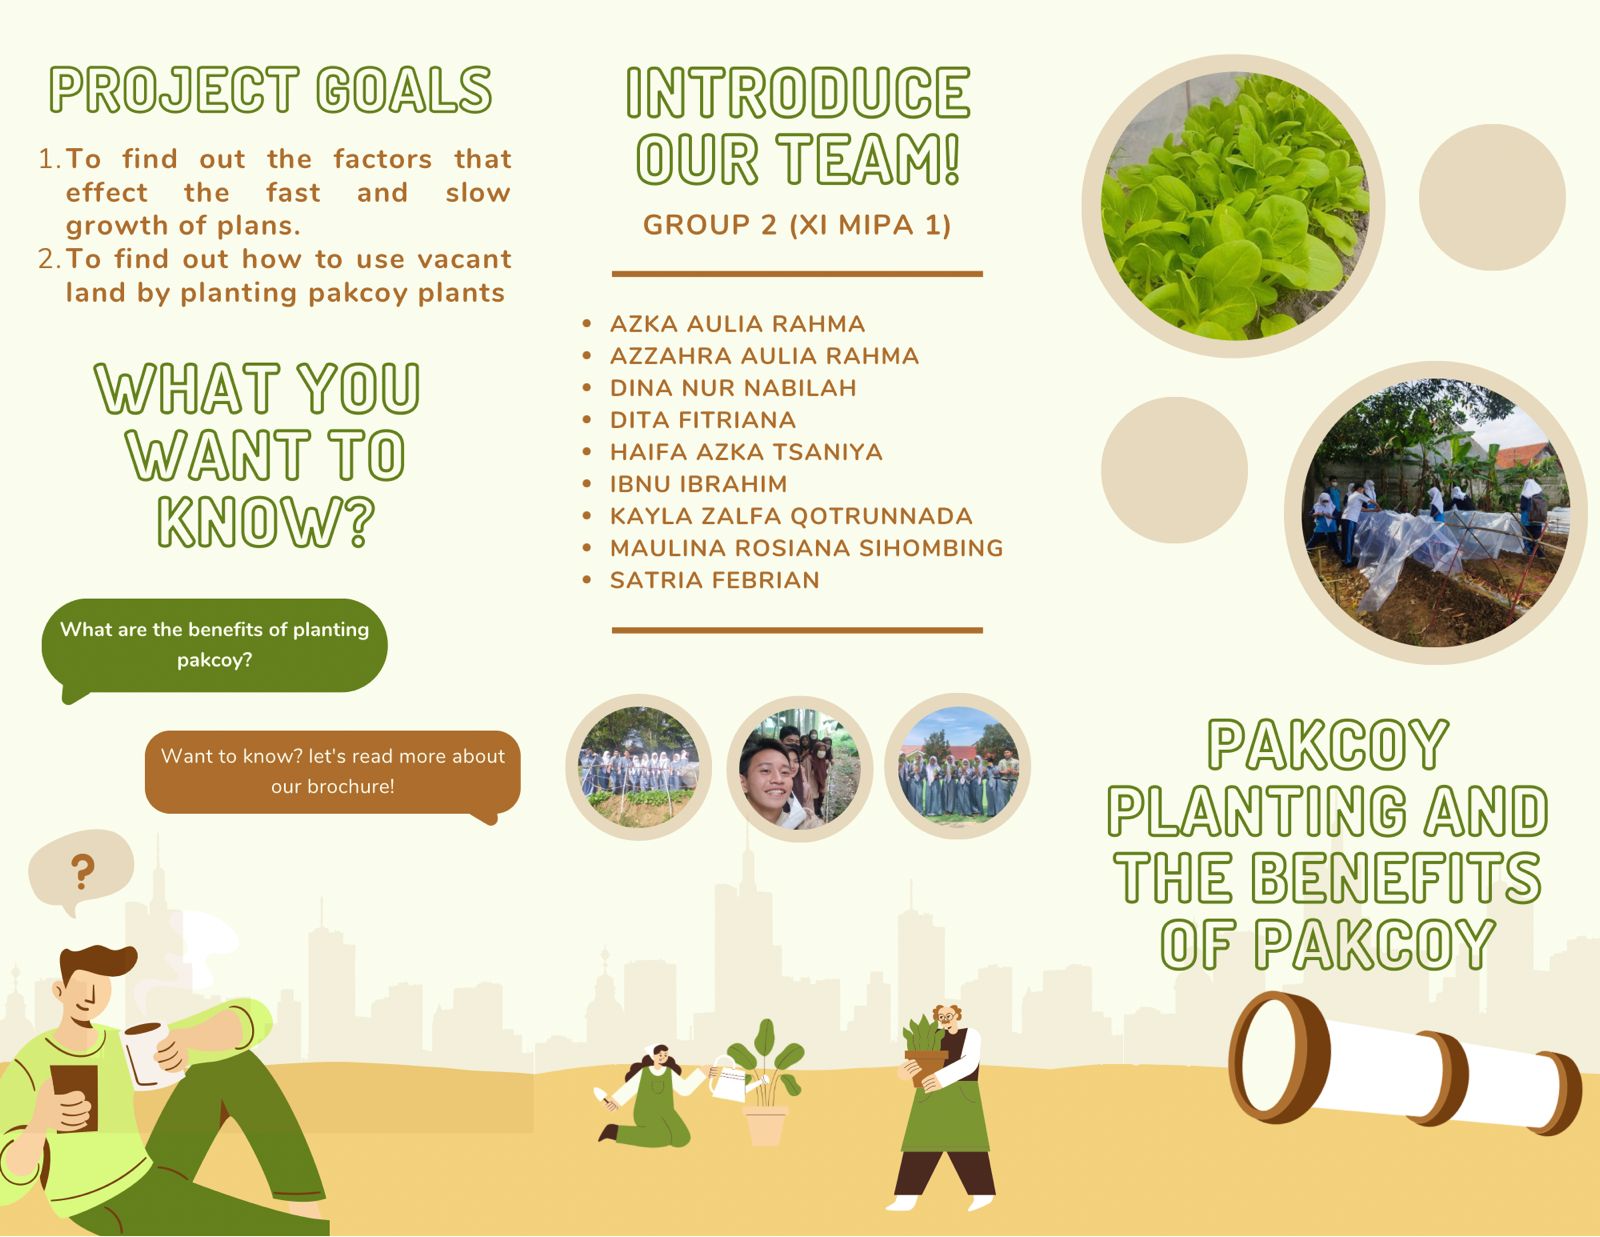 PROJECT GOALS
1. To find out the factors that
effect the fast and slow
growth of plans.
2. To find out how to use vacant
land by planting pakcoy plants
WHAT YOU
WANT TO
KNOW?
What are the benefits of planting
pakcoy?
Want to know? let's read more about
our brochure!
?
INTRODUCE
OUR TEAM!
GROUP 2 (XI MIPA 1)
• AZKA AULIA RAHMA
• AZZAHRA AULIA RAHMA
• DINA NUR NABILAH
• DITA FITRIANA
• HAIFA AZKA TSANIYA
• IBNU IBRAHIM
• KAYLA ZALFA QOTRUNNADA
• MAULINA ROSIANA SIHOMBING
• SATRIA FEBRIAN
PAKCOY
PLANTING AND
THE BENEFITS
OF PAKCOY